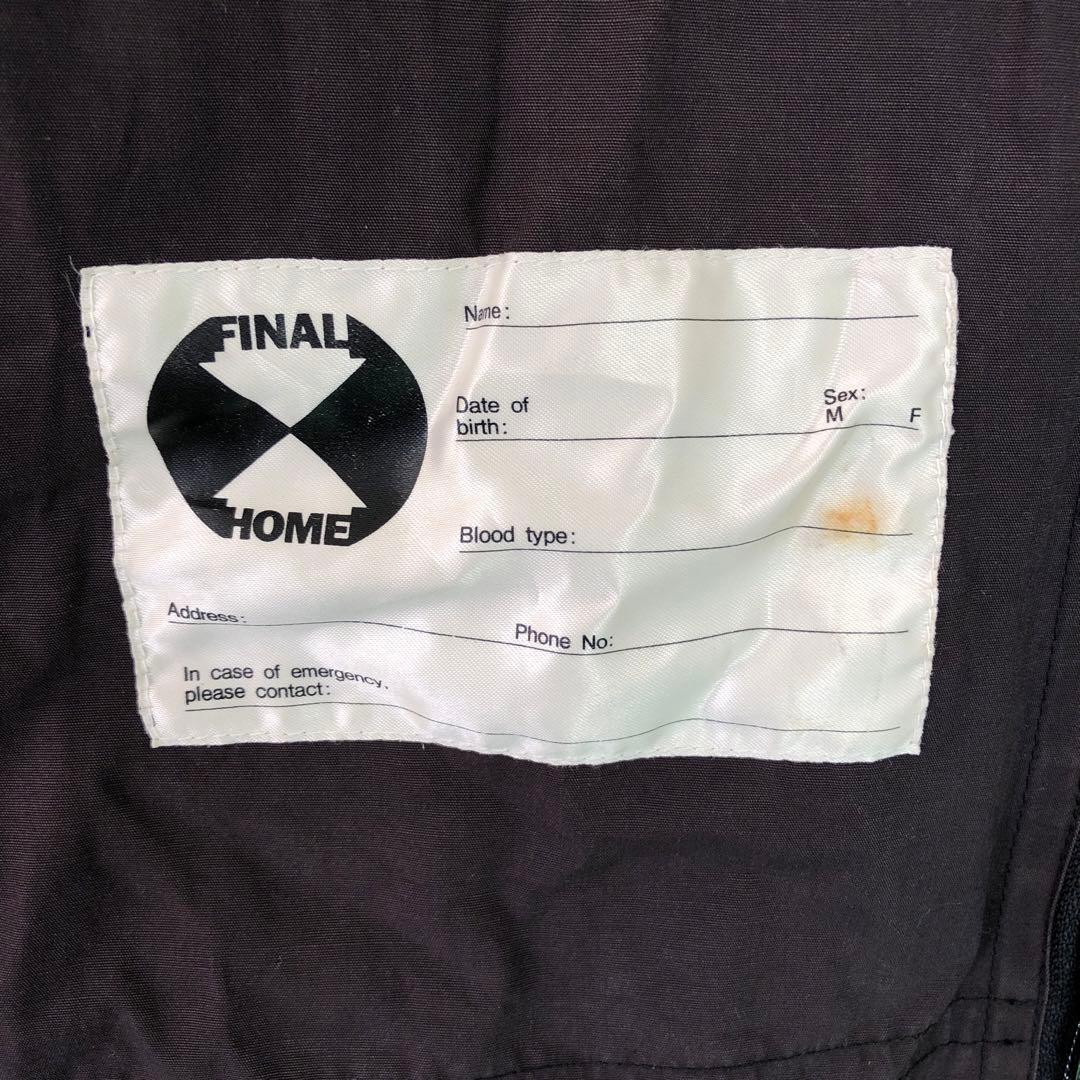 FINAL
HOME
Name:
Date of
birth:
Sex:
M F
Blood type:
Address:
Phone No:
In case of emergency,
please contact: